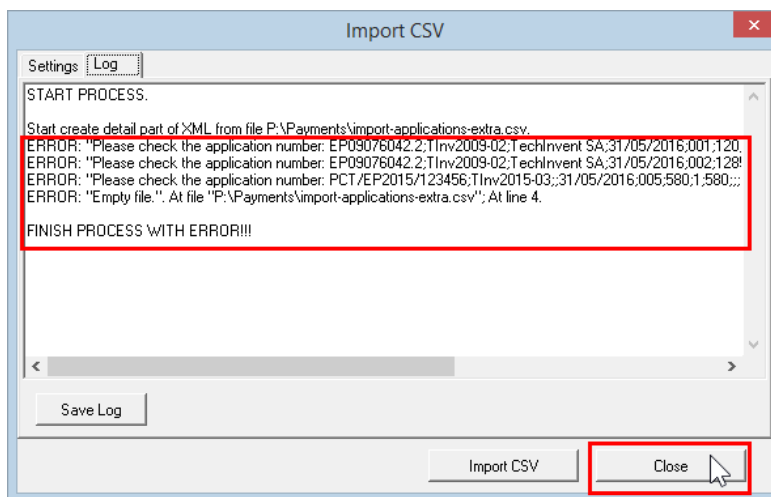 Import CSV
Settings Log
START PROCESS.
Start create detail part of XML from file P:\Payments\import-applications-extra.csv.
ERROR: "Please check the application number: EP09076042.2;TInv2009-02;TechInvent SA;31/05/2016;001;120,
ERROR: "Please check the application number: EP09076042.2;TInv2009-02;TechInvent SA;31/05/2016;002;128!
ERROR: "Please check the application number: PCT/EP2015/123456;TInv2015-03;;31/05/2016;005;580;1;580;;;
ERROR: "Empty file.". At file "P:\Payments\import-applications-extra.csv"; At line 4.
FINISH PROCESS WITH ERROR!!!
Save Log
Import CSV Close